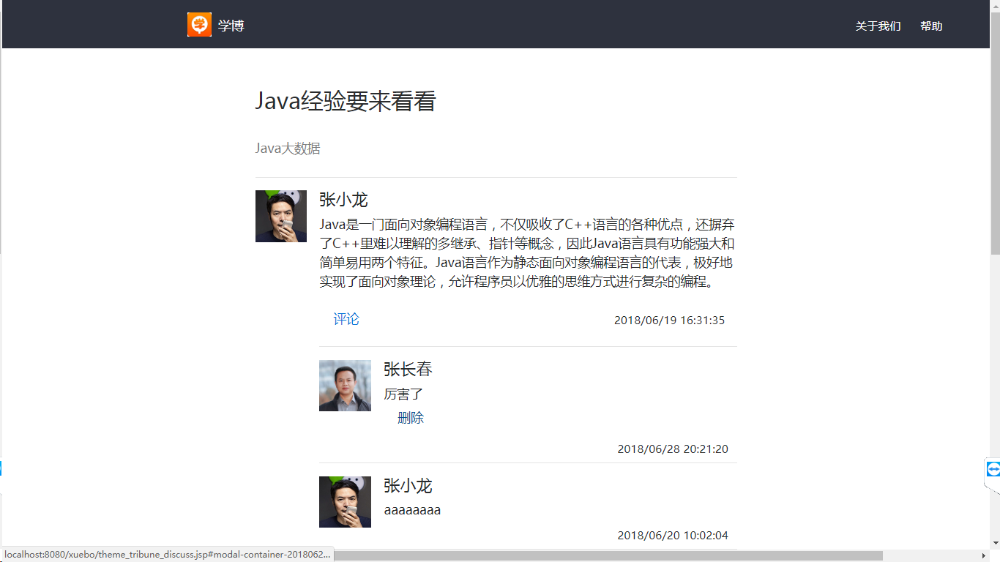 学 学博 关于我们 帮助
Java经验要来看看
Java大数据
张小龙
Java是一门面向对象编程语言，不仅吸收了C++语言的各种优点，还摒弃
了C++里难以理解的多继承、指针等概念，因此Java语言具有功能强大和
简单易用两个特征。Java语言作为静态面向对象编程语言的代表，极好地
实现了面向对象理论，允许程序员以优雅的思维方式进行复杂的编程。
评论 2018/06/19 16:31:35
张长春
厉害了
删除
2018/06/28 20:21:20
张小龙
aaaaaaaa
2018/06/20 10:02:04
localhost:8080/xuebo/theme_tribune_discuss.jsp#modal-container-2018062...